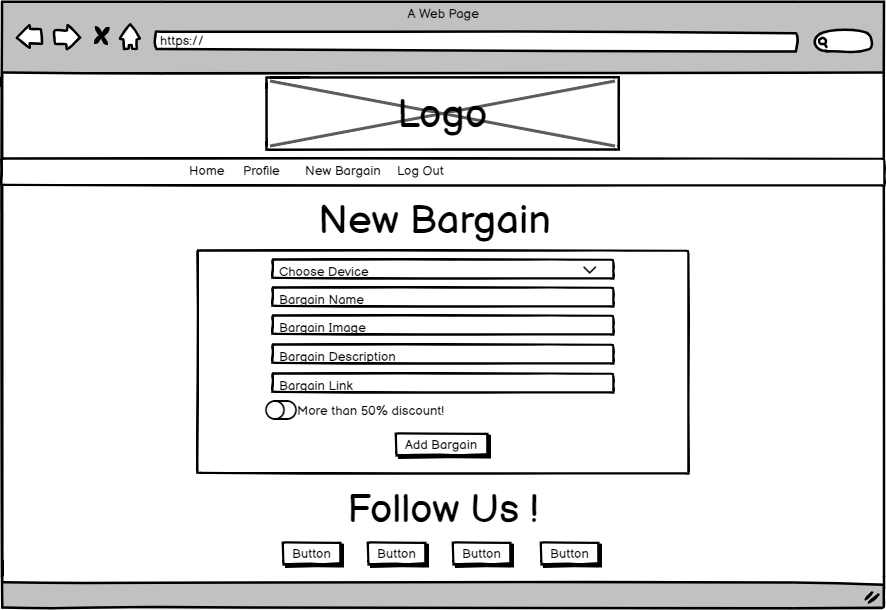 A Web Page
https://
Logo
Home Profile New Bargain Log Out
New Bargain
Choose Device
Bargain Name
Bargain Image
Bargain Description
Bargain Link
More than 50% discount!
Add Bargain
Follow Us !
Button Button Button Button